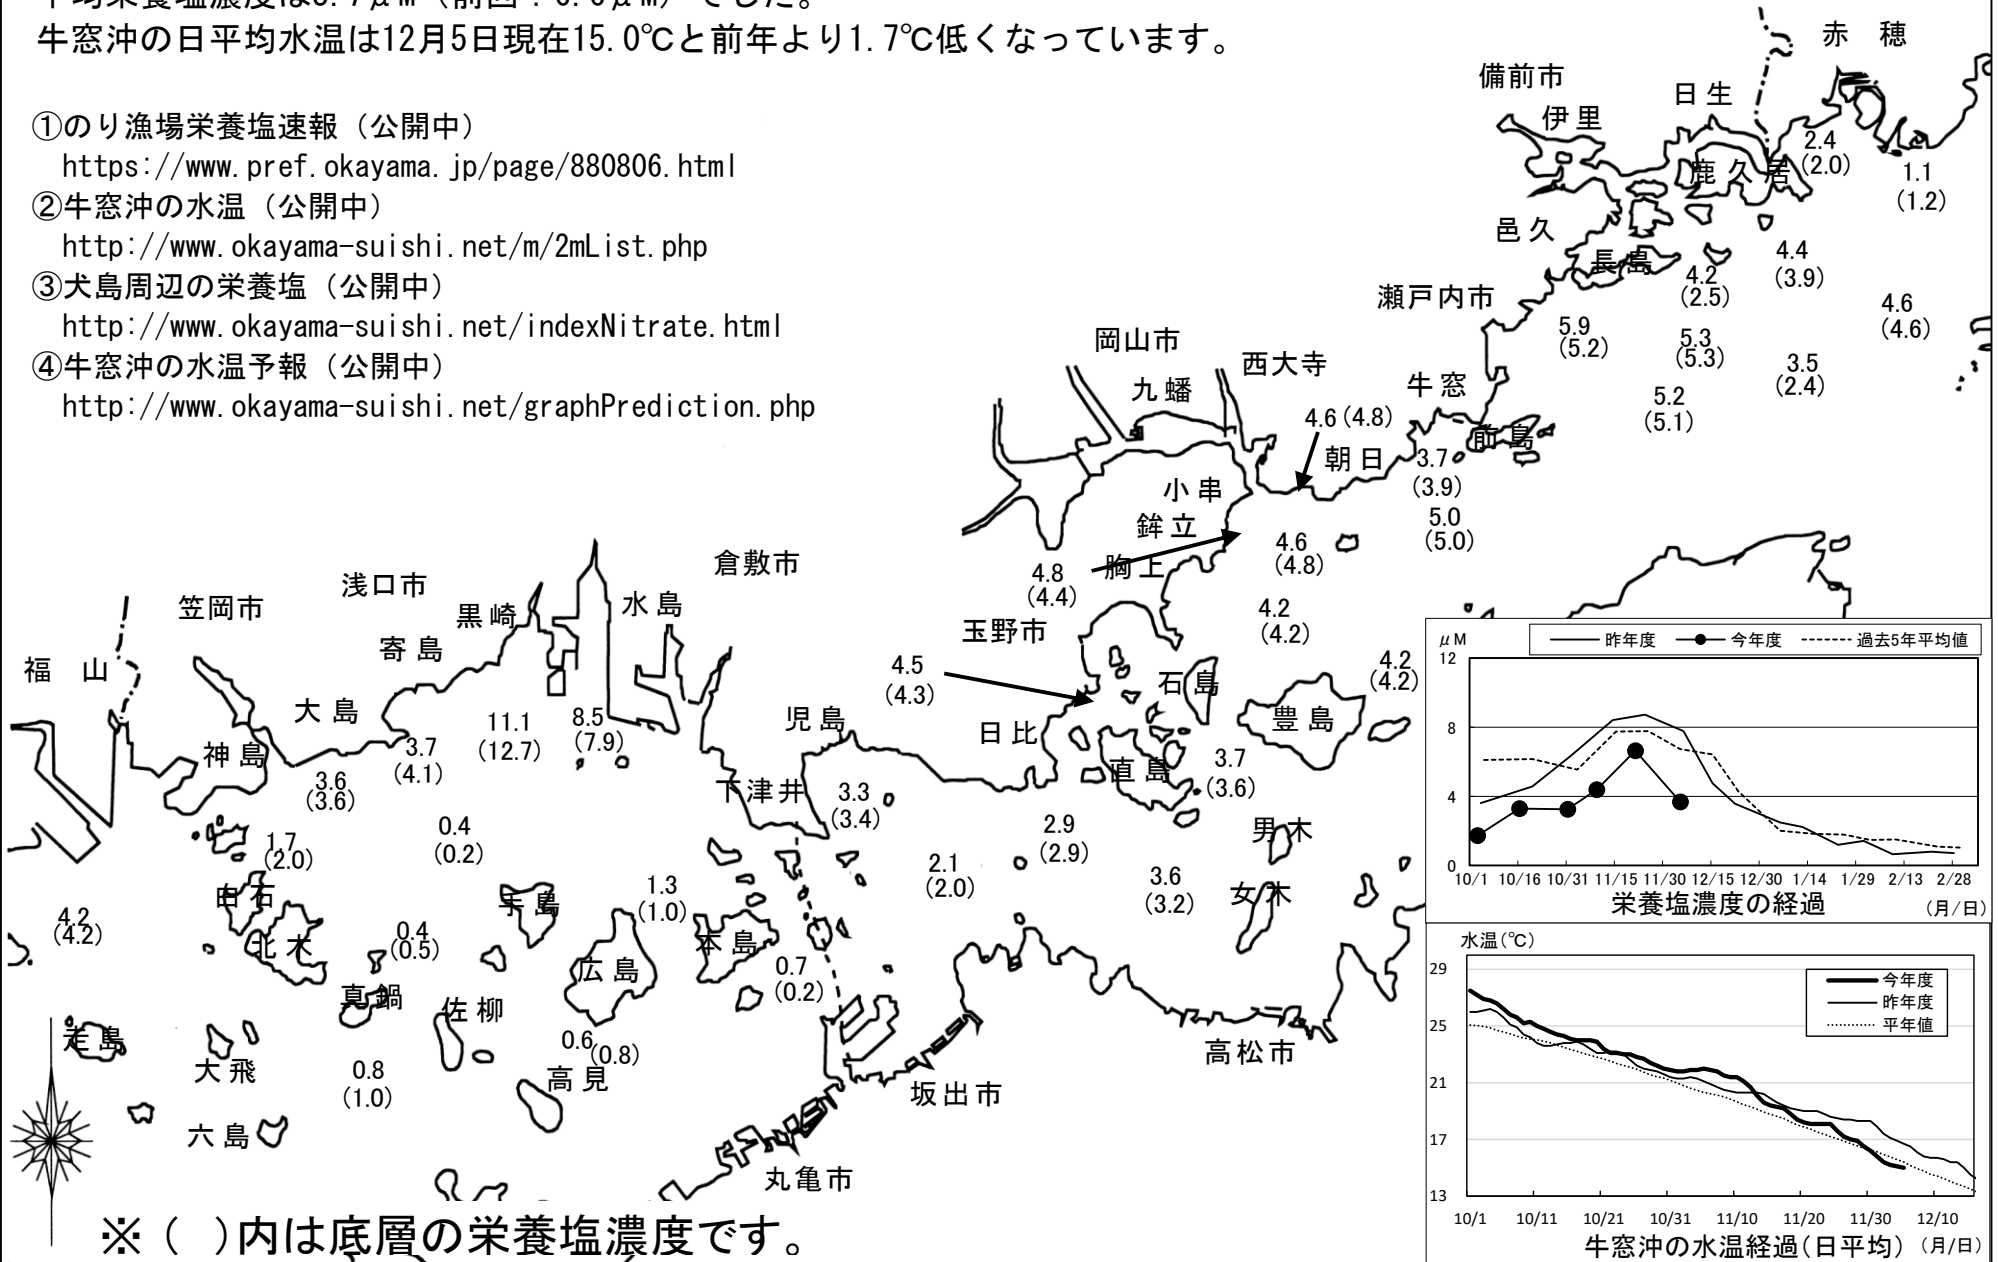 平均栄養塩濃度は3.7μM（前回：6.6μM）でした。
牛窓沖の日平均水温は12月5日現在15.0℃と前年より1.7℃低くなっています。
①のり漁場栄養塩速報（公開中）
https://www.pref.okayama.jp/page/880806.html
②牛窓沖の水温（公開中）
http://www.okayama-suishi.net/m/2mList.php
③犬島周辺の栄養塩（公開中）
http://www.okayama-suishi.net/indexNitrate.html
④牛窓沖の水温予報（公開中）
http://www.okayama-suishi.net/graphPrediction.php
赤 穂
備前市
日生
伊里
2.4
(2.0)
鹿久居
1.1
(1.2)
邑久
長島
4.4
(3.9)
4.2
(2.5)
瀬戸内市
4.6
(4.6)
5.9
(5.2)
5.3
(5.3)
3.5
(2.4)
5.2
(5.1)
岡山市
西大寺
九蟠
牛窓
4.6(4.8)
前島
朝日
3.7
(3.9)
小串
5.0
(5.0)
鉾立
4.6
(4.8)
胸上
4.8
(4.4)
4.2
(4.2)
玉野市
倉敷市
浅口市
笠岡市
黒崎
水島
寄島
福 山
4.5
(4.3)
石島
4.2
(4.2)
大島
11.1
(12.7)
8.5
(7.9)
児島
日比
豊島
神島
3.7
(4.1)
3.6
(3.6)
下津井
3.3
(3.4)
直島
3.7
(3.6)
0.4
(0.2)
1.7
(2.0)
2.9
(2.9)
男木
2.1
(2.0)
3.6
(3.2)
女木
白石
手島
1.3
(1.0)
4.2
(4.2)
北木
0.4
(0.5)
本島
広島
0.7
(0.2)
真鍋
佐柳
走島
0.6
(0.8)
大飛
0.8
(1.0)
高見
高松市
坂出市
六島
丸亀市
※（ ）内は底層の栄養塩濃度です。
μM
昨年度 今年度 過去5年平均値
12
8
4
0
10/1 10/16 10/31 11/15 11/30 12/15 12/30 1/14 1/29 2/13 2/28
栄養塩濃度の経過 (月/日)
水温(℃)
今年度
昨年度
平年値
29
25
21
17
13
10/1 10/11 10/21 10/31 11/10 11/20 11/30 12/10
牛窓沖の水温経過(日平均) (月/日)